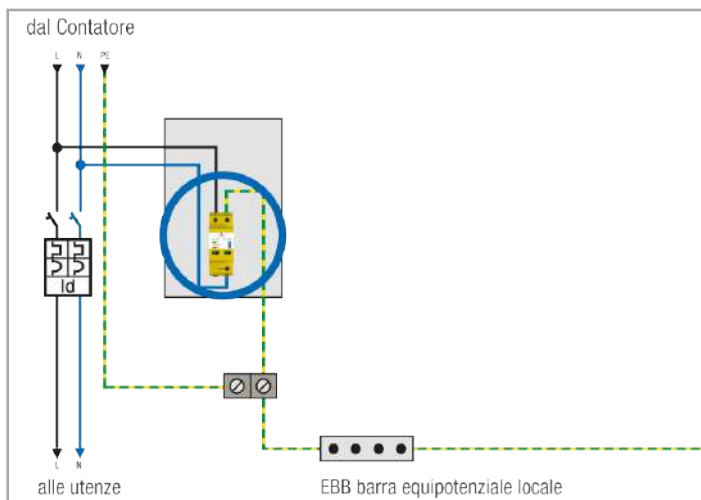 dal Contatore
L N PE
Id
L N
alle utenze
EBB barra equipotenziale locale